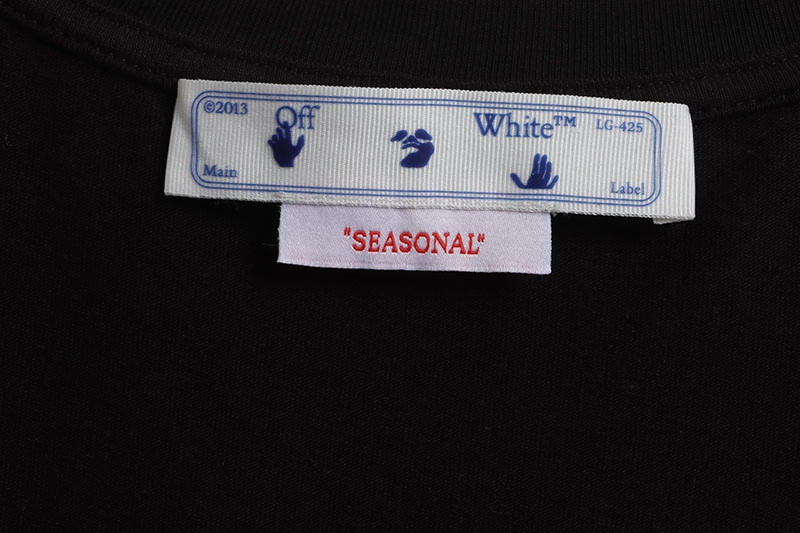 ©2013 Off White™ LG-425
Main Label
"SEASONAL"